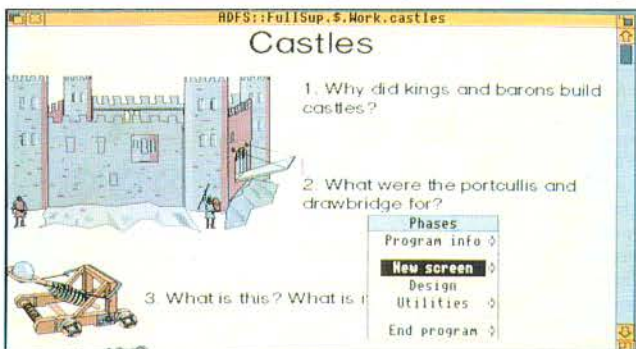 ADFS::FullSup.$.Work.castles
Castles
1. Why did kings and barons build
castles?
2. What were the portcullis and
drawbridge for?
Phases
Program info
New screen
Design
Utilities
End program
3. What is this? What is i